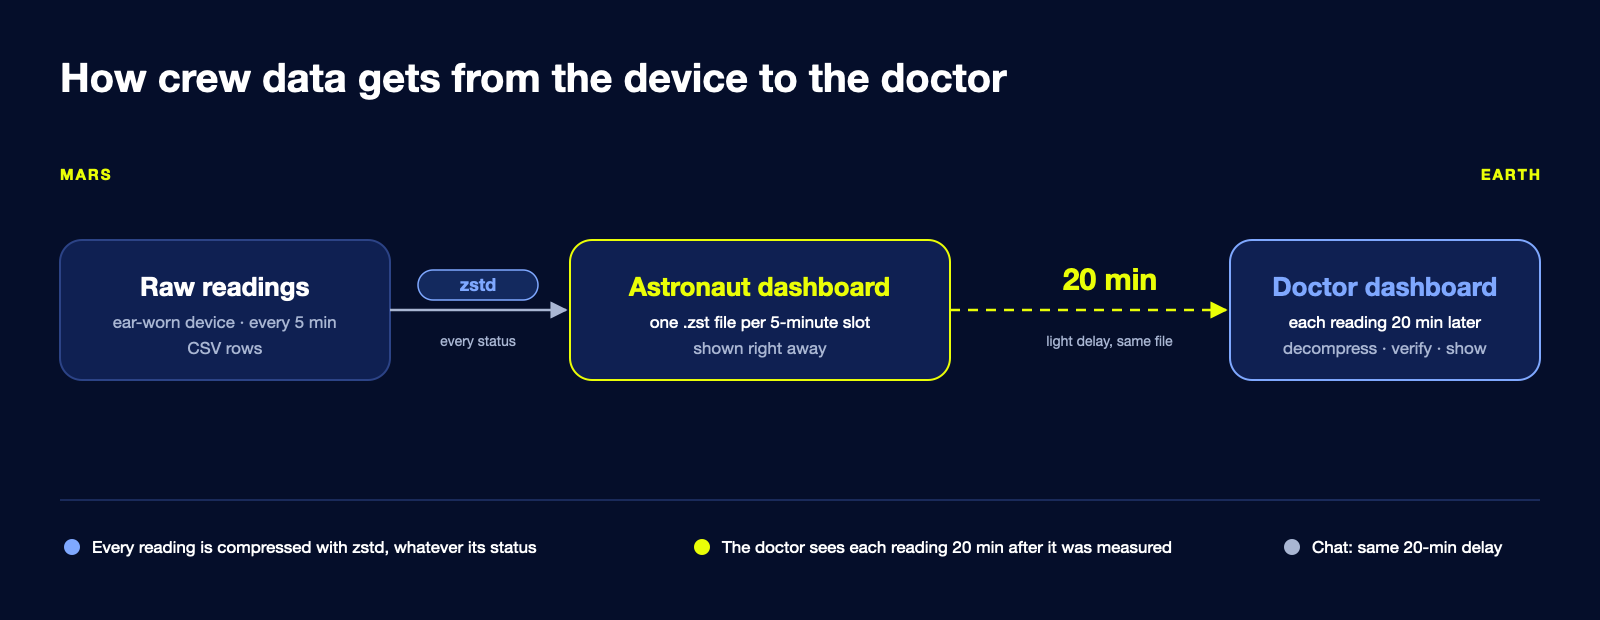 How crew data gets from the device to the doctor
MARS
EARTH
Raw readings
ear-worn device · every 5 min
CSV rows
zstd
every status
Astronaut dashboard
one .zst file per 5-minute slot
shown right away
20 min
light delay, same file
Doctor dashboard
each reading 20 min later
decompress · verify · show
Every reading is compressed with zstd, whatever its status
The doctor sees each reading 20 min after it was measured
Chat: same 20-min delay